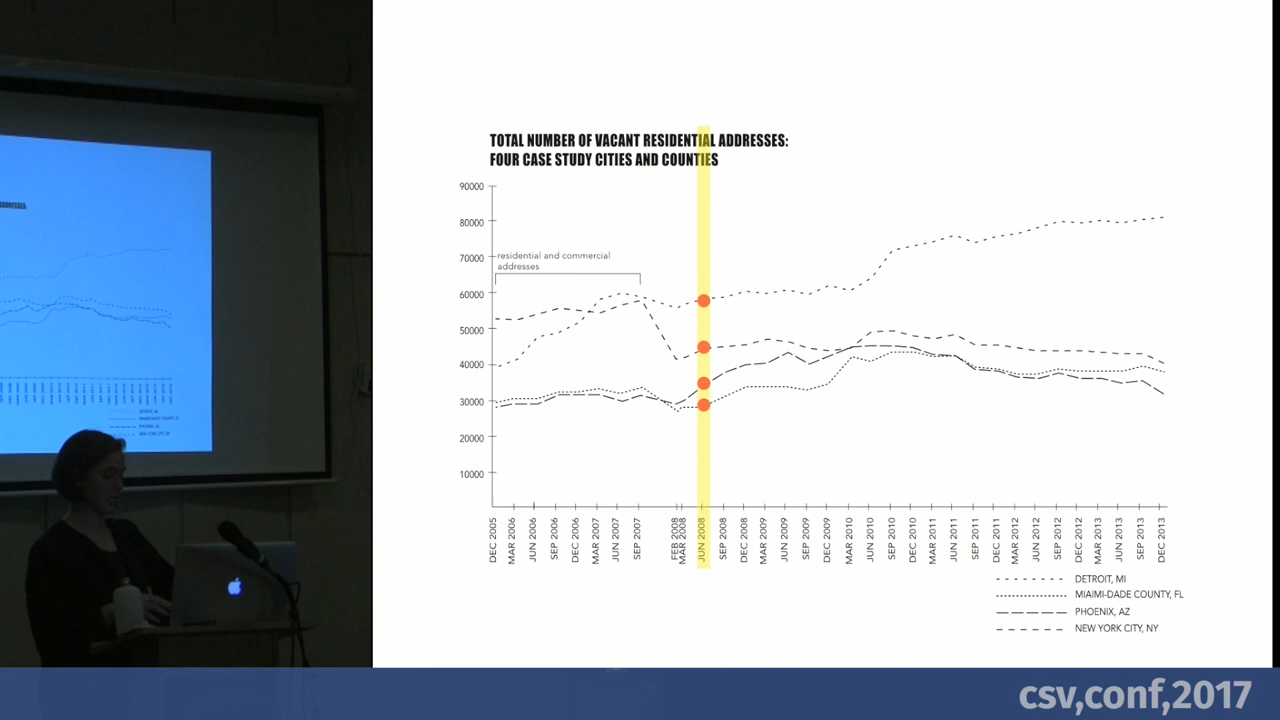 TOTAL NUMBER OF VACANT RESIDENTIAL ADDRESSES:
FOUR CASE STUDY CITIES AND COUNTIES
90000
80000
70000
60000
50000
40000
30000
20000
10000
residential and commercial
addresses
DEC 2005
MAR 2006
JUN 2006
SEP 2006
DEC 2006
MAR 2007
JUN 2007
SEP 2007
FEB 2008
MAR 2008
JUN 2008
SEP 2008
DEC 2008
MAR 2009
JUN 2009
SEP 2009
DEC 2009
MAR 2010
JUN 2010
SEP 2010
DEC 2010
MAR 2011
JUN 2011
SEP 2011
DEC 2011
MAR 2012
JUN 2012
SEP 2012
DEC 2012
MAR 2013
JUN 2013
SEP 2013
DEC 2013
DETROIT, MI
MIAIMI-DADE COUNTY, FL
PHOENIX, AZ
NEW YORK CITY, NY
csv,conf,2017